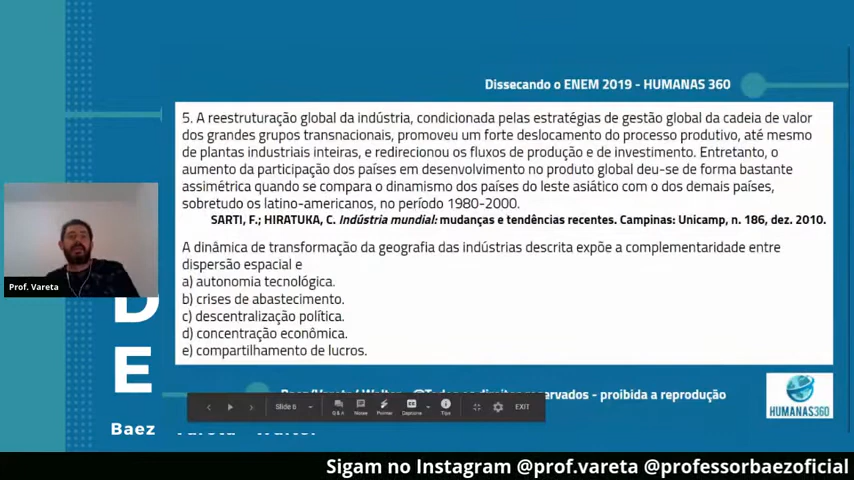 Dissecando o ENEM 2019 - HUMANAS 360
5. A reestruturação global da indústria, condicionada pelas estratégias de gestão global da cadeia de valor
dos grandes grupos transnacionais, promoveu um forte deslocamento do processo produtivo, até mesmo
de plantas industriais inteiras, e redirecionou os fluxos de produção e de investimento. Entretanto, o
aumento da participação dos países em desenvolvimento no produto global deu-se de forma bastante
assimétrica quando se compara o dinamismo dos países do leste asiático com o dos demais países,
sobretudo os latino-americanos, no período 1980-2000.
SARTI, F.; HIRATUKA, C. Indústria mundial: mudanças e tendências recentes. Campinas: Unicamp, n. 186, dez. 2010.
A dinâmica de transformação da geografia das indústrias descrita expõe a complementaridade entre
dispersão espacial e
a) autonomia tecnológica.
b) crises de abastecimento.
c) descentralização política.
d) concentração econômica.
e) compartilhamento de lucros.
Prof. Vareta
D
E
Slide 6
Q & A
Notes
Pointer
Captions
Tips
EXIT
proibida a reprodução
HUMANAS360
Baez
Sigam no Instagram @prof.vareta @professorbaezoficial